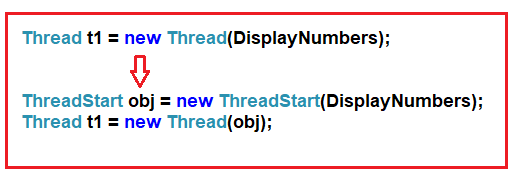 Thread t1 = new Thread(DisplayNumbers);
ThreadStart obj = new ThreadStart(DisplayNumbers);
Thread t1 = new Thread(obj);